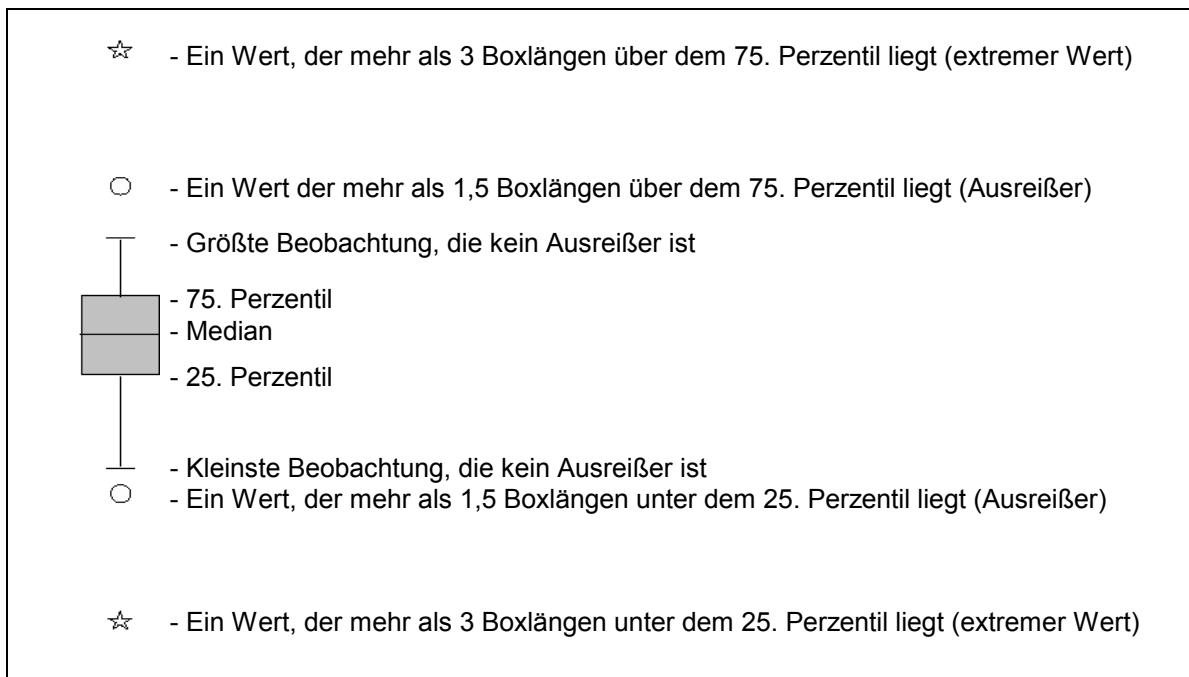 - Ein Wert, der mehr als 3 Boxlängen über dem 75. Perzentil liegt (extremer Wert)
- Ein Wert der mehr als 1,5 Boxlängen über dem 75. Perzentil liegt (Ausreißer)
- Größte Beobachtung, die kein Ausreißer ist
- 75. Perzentil
- Median
- 25. Perzentil
- Kleinste Beobachtung, die kein Ausreißer ist
- Ein Wert, der mehr als 1,5 Boxlängen unter dem 25. Perzentil liegt (Ausreißer)
- Ein Wert, der mehr als 3 Boxlängen unter dem 25. Perzentil liegt (extremer Wert)